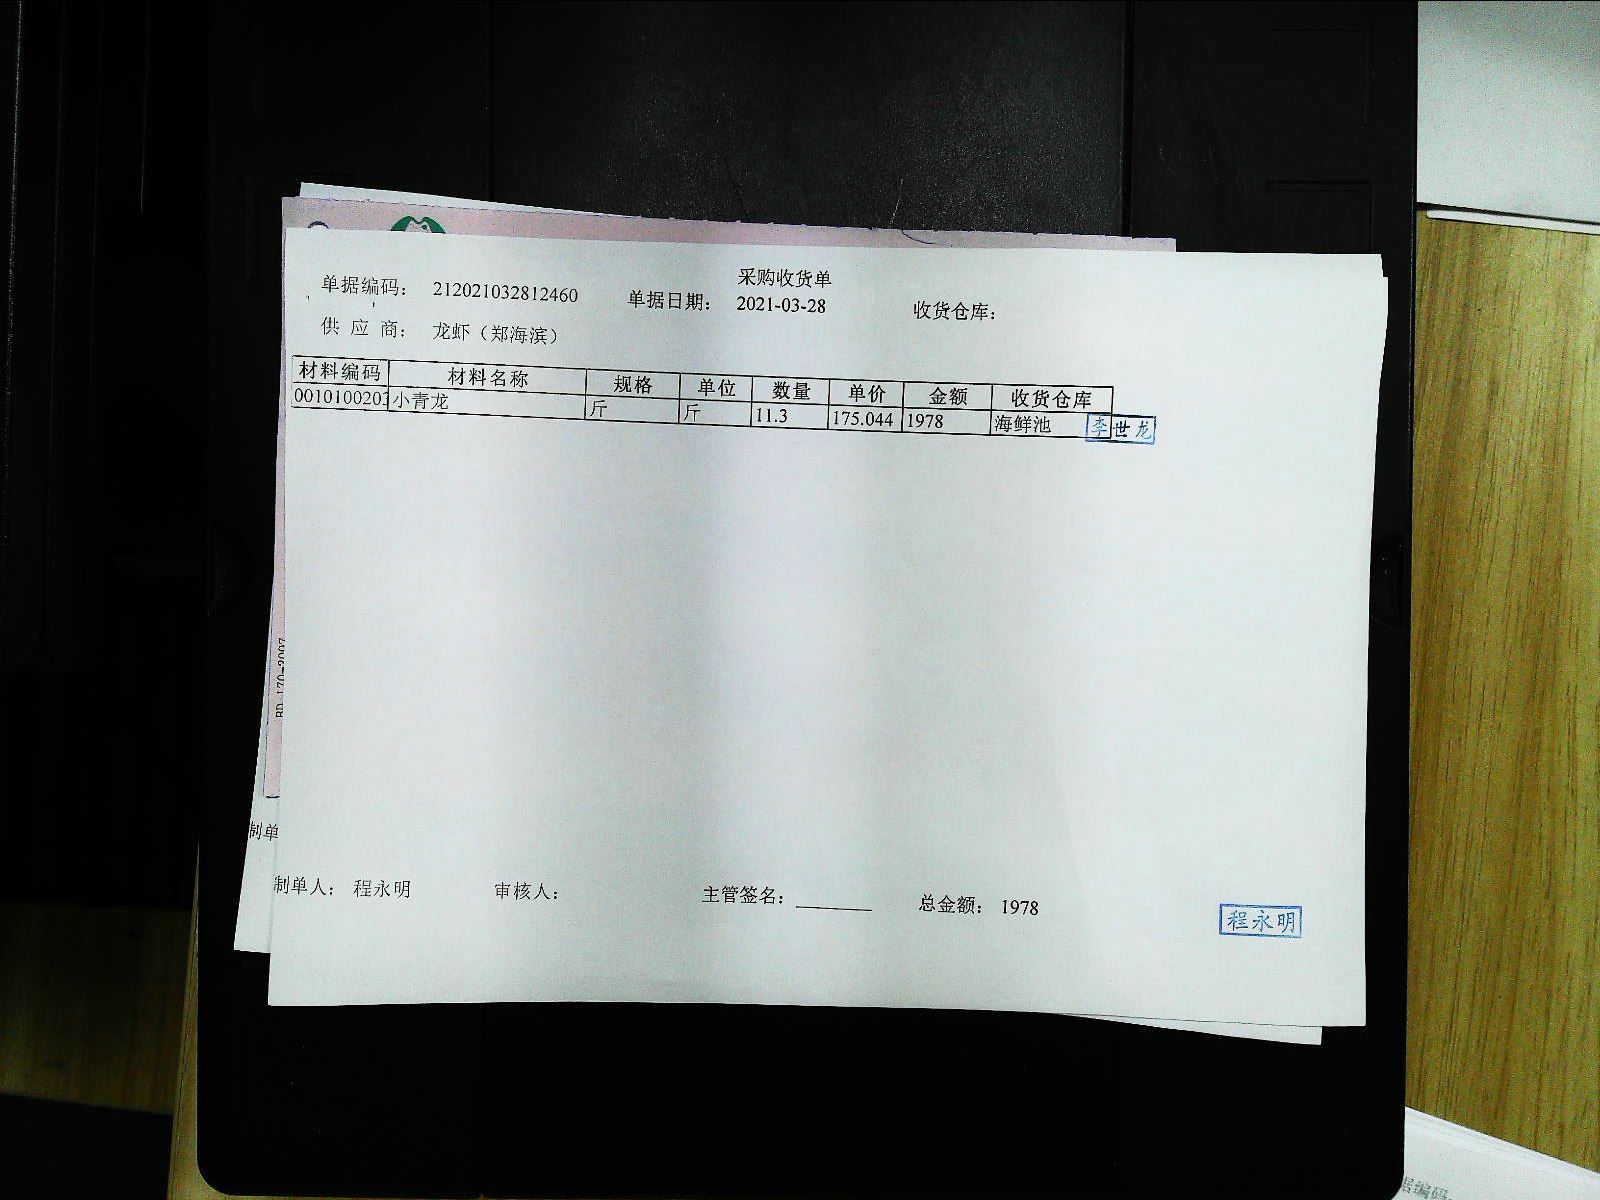 采购收货单
单据编码： 212021032812460 单据日期： 2021-03-28 收货仓库：
供 应 商： 龙虾（郑海滨）
材料编码 材料名称 规格 单位 数量 单价 金额 收货仓库
0010100203 小青龙 斤 斤 11.3 175.044 1978 海鲜池 李世龙
制单
制单人： 程永明 审核人： 主管签名： 总金额： 1978
程永明
据编码